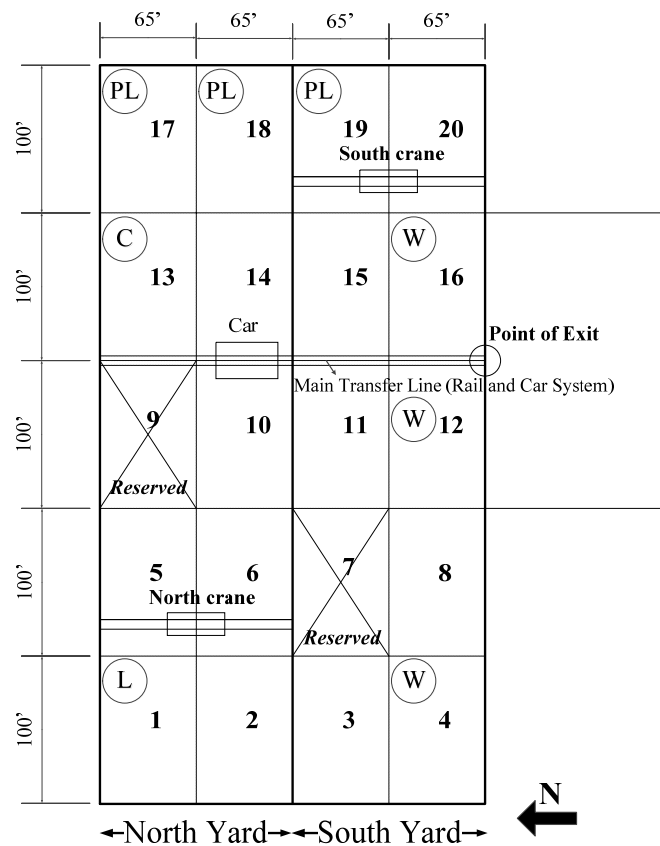 65' 65' 65' 65'
100'
PL PL PL
17 18 19 20
South crane
100'
C W
13 14 15 16
Car
Point of Exit
Main Transfer Line (Rail and Car System)
100'
W
9 10 11 12
Reserved
100'
5 6 7 8
North crane
Reserved
100'
L W
1 2 3 4
N
North Yard South Yard